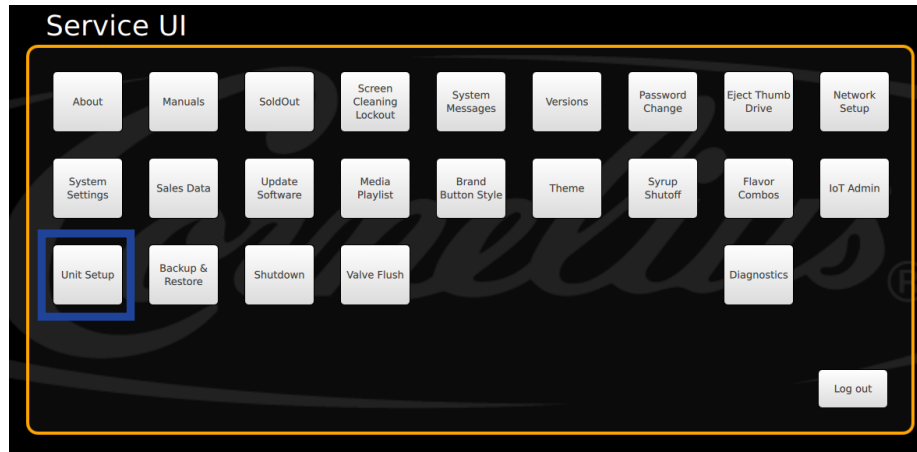 Service UI
About
Manuals
SoldOut
Screen
Cleaning
Lockout
System
Messages
Versions
Password
Change
Eject Thumb
Drive
Network
Setup
System
Settings
Sales Data
Update
Software
Media
Playlist
Brand
Button Style
Theme
Syrup
Shutoff
Flavor
Combos
IoT Admin
Unit Setup
Backup &
Restore
Shutdown
Valve Flush
Diagnostics
Cornelius®
Log out